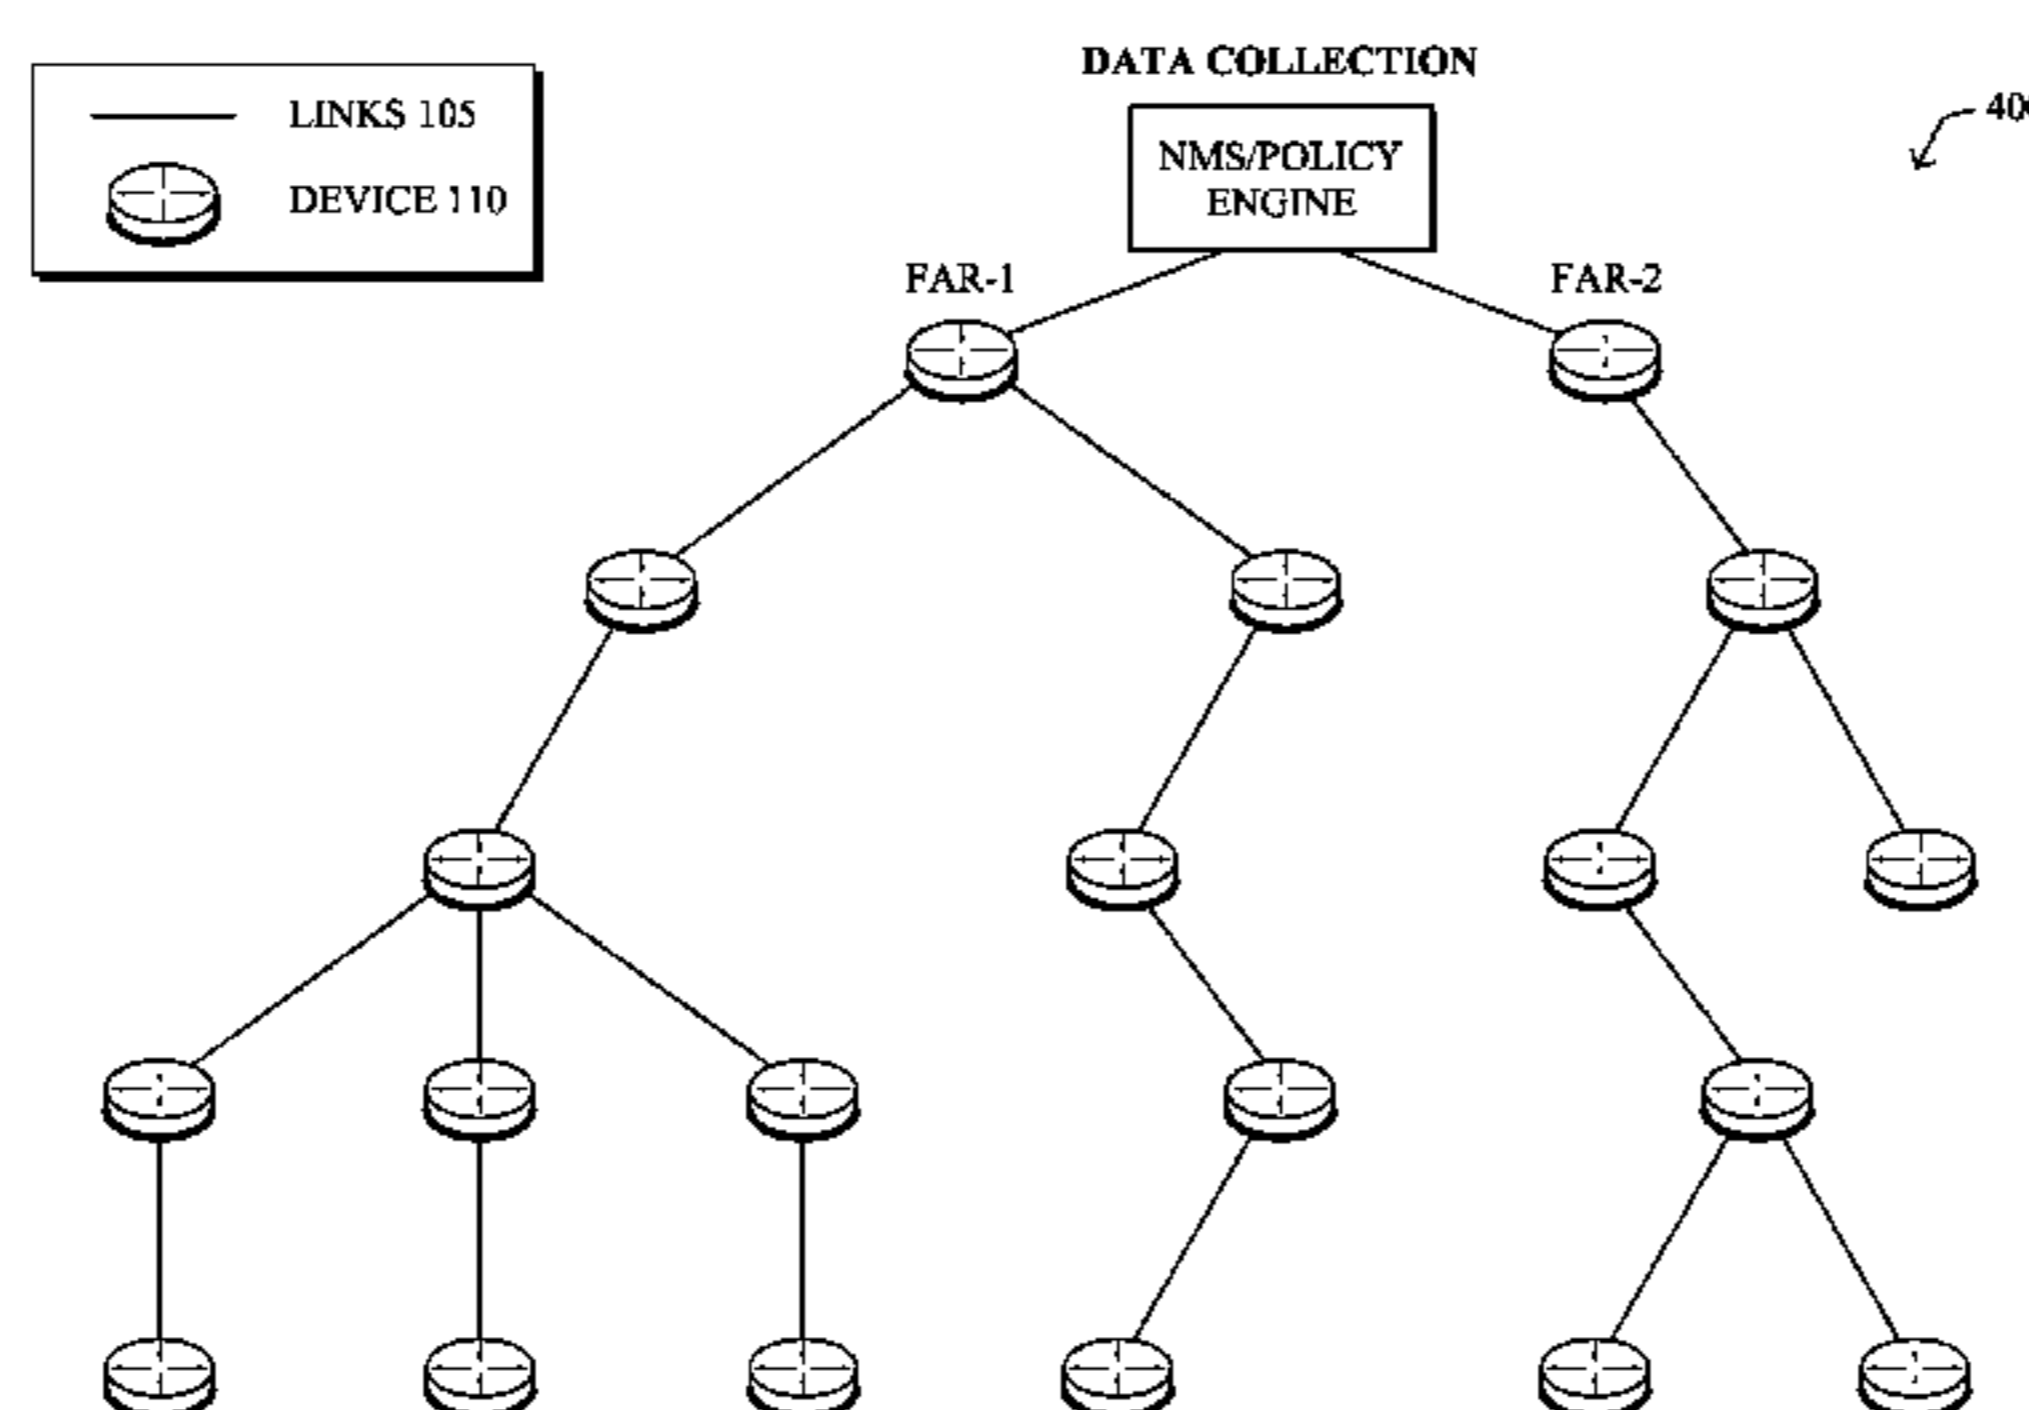 DATA COLLECTION
LINKS 105
DEVICE 110
NMS/POLICY
ENGINE
FAR-1
FAR-2